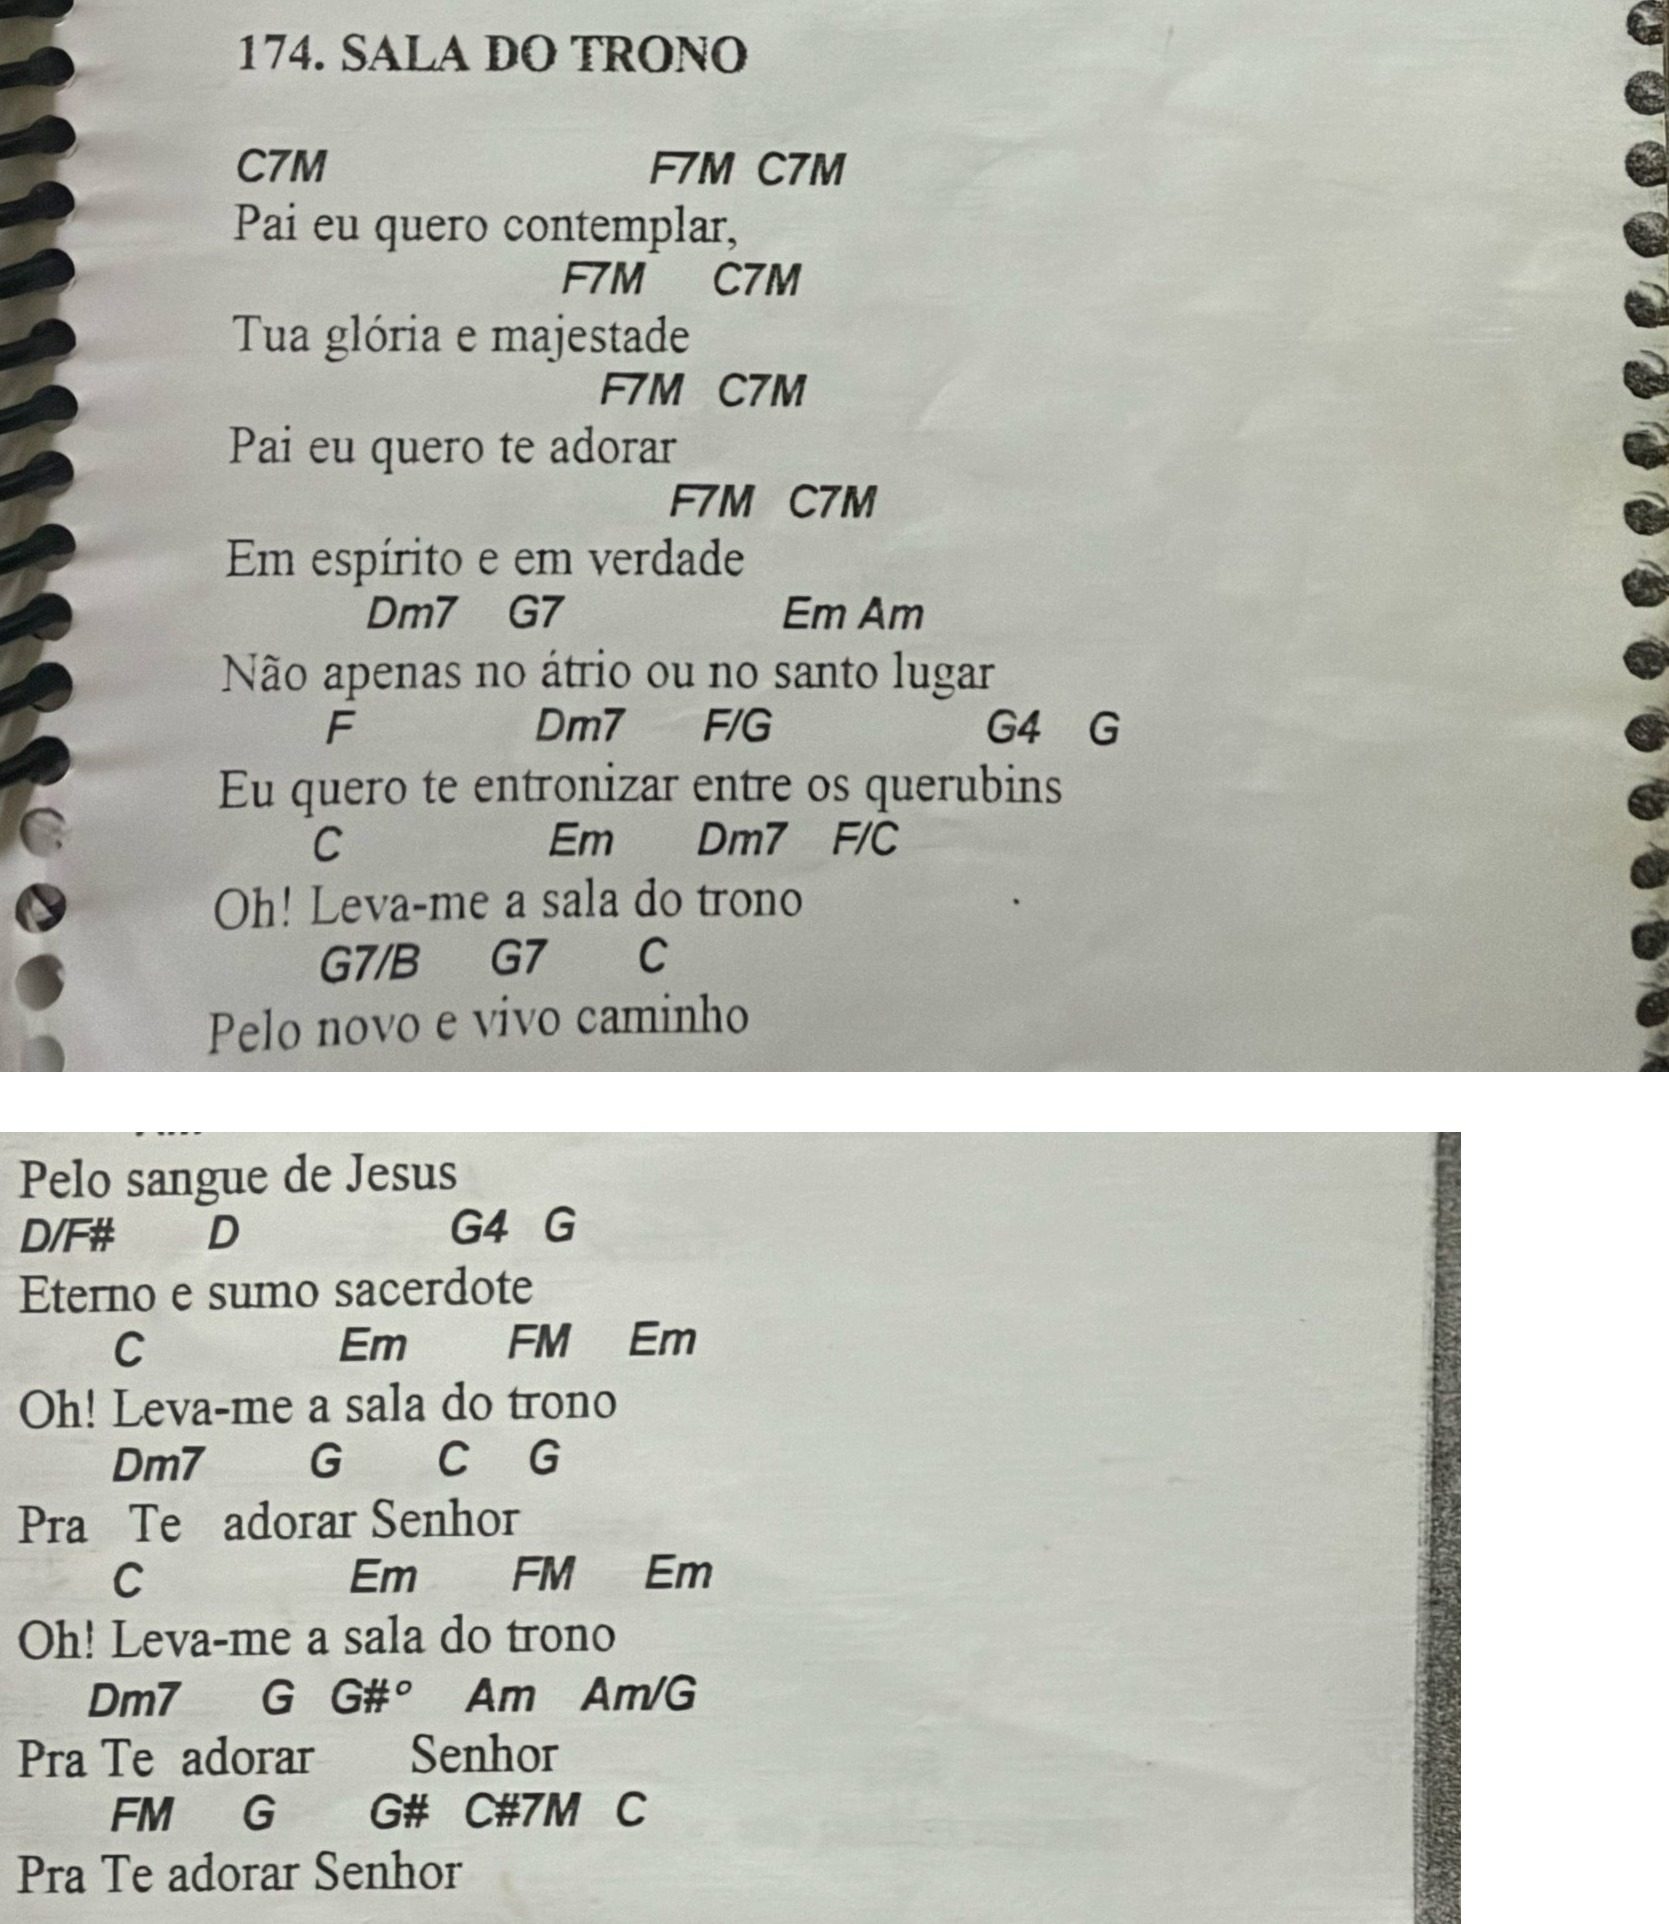 174. SALA DO TRONO
C7M F7M C7M
Pai eu quero contemplar,
F7M C7M
Tua glória e majestade
F7M C7M
Pai eu quero te adorar
F7M C7M
Em espírito e em verdade
Dm7 G7 Em Am
Não apenas no átrio ou no santo lugar
F Dm7 F/G G4 G
Eu quero te entronizar entre os querubins
C Em Dm7 F/C
Oh! Leva-me a sala do trono
G7/B G7 C
Pelo novo e vivo caminho
Pelo sangue de Jesus
D/F# D G4 G
Eterno e sumo sacerdote
C Em FM Em
Oh! Leva-me a sala do trono
Dm7 G C G
Pra Te adorar Senhor
C Em FM Em
Oh! Leva-me a sala do trono
Dm7 G G#° Am Am/G
Pra Te adorar Senhor
FM G G# C#7M C
Pra Te adorar Senhor